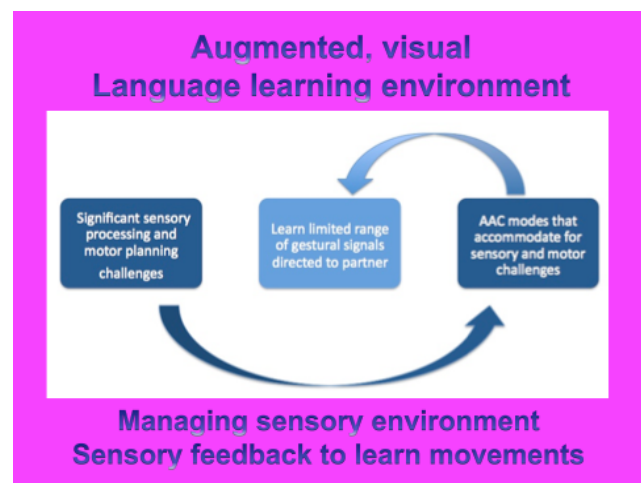 Augmented, visual
Language learning environment
Significant sensory
processing and
motor planning
challenges
Learn limited range
of gestural signals
directed to partner
AAC modes that
accommodate for
sensory and motor
challenges
Managing sensory environment
Sensory feedback to learn movements